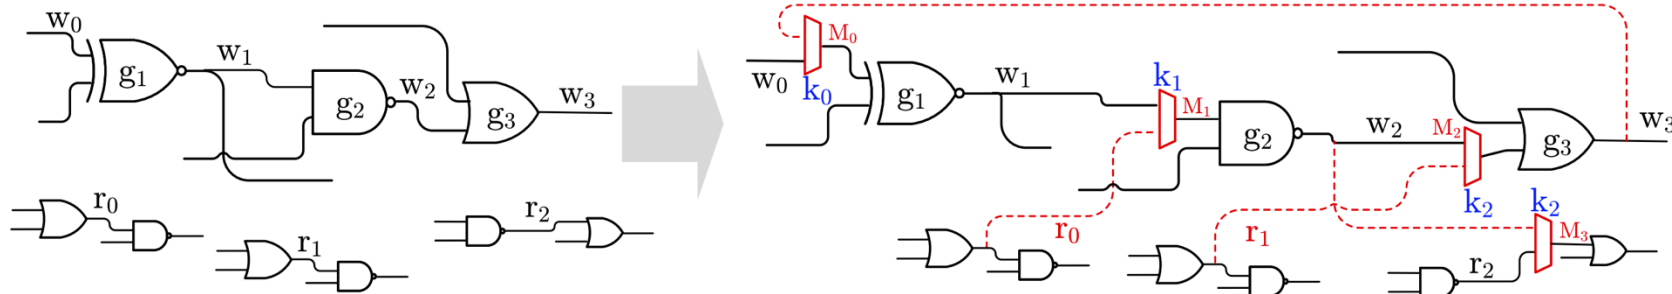 w₀
g₁
w₁
g₂
w₂
g₃
w₃
r₀
r₁
r₂
w₀
M₀
k₀
g₁
w₁
k₁
M₁
g₂
w₂
M₂
k₂
g₃
w₃
r₀
r₁
k₂
M₃
r₂